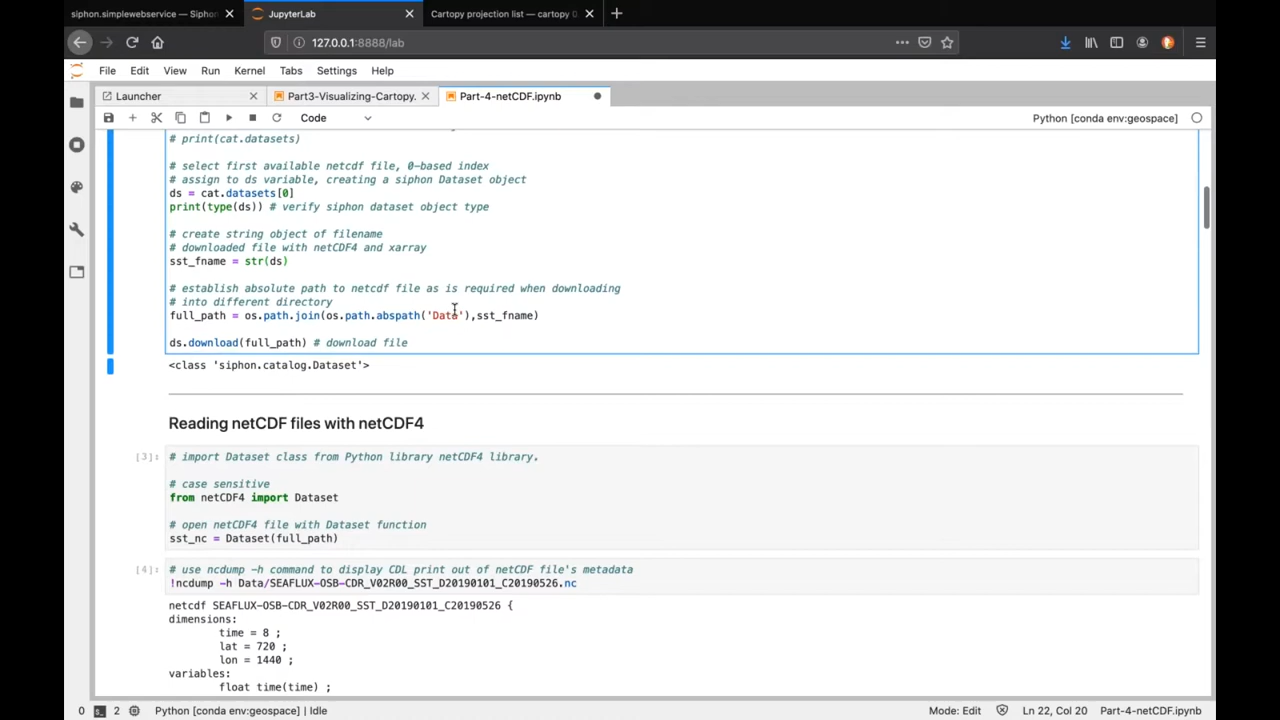 siphon.simplewebservice — Siphon
JupyterLab
Cartopy projection list — cartopy 0
127.0.0.1:8888/lab
File Edit View Run Kernel Tabs Settings Help
Launcher
Part3-Visualizing-Cartopy.
Part-4-netCDF.ipynb
Code
Python [conda env:geospace]
# print(cat.datasets)
# select first available netcdf file, 0-based index
# assign to ds variable, creating a siphon Dataset object
ds = cat.datasets[0]
print(type(ds)) # verify siphon dataset object type
# create string object of filename
# downloaded file with netCDF4 and xarray
sst_fname = str(ds)
# establish absolute path to netcdf file as is required when downloading
# into different directory
full_path = os.path.join(os.path.abspath('Data'),sst_fname)
ds.download(full_path) # download file
<class 'siphon.catalog.Dataset'>
Reading netCDF files with netCDF4
[3]:
# import Dataset class from Python library netCDF4 library.
# case sensitive
from netCDF4 import Dataset
# open netCDF4 file with Dataset function
sst_nc = Dataset(full_path)
[4]:
# use ncdump -h command to display CDL print out of netCDF file's metadata
!ncdump -h Data/SEAFLUX-OSB-CDR_V02R00_SST_D20190101_C20190526.nc
netcdf SEAFLUX-OSB-CDR_V02R00_SST_D20190101_C20190526 {
dimensions:
time = 8 ;
lat = 720 ;
lon = 1440 ;
variables:
float time(time) ;
0 2 Python [conda env:geospace] | Idle
Mode: Edit
Ln 22, Col 20
Part-4-netCDF.ipynb